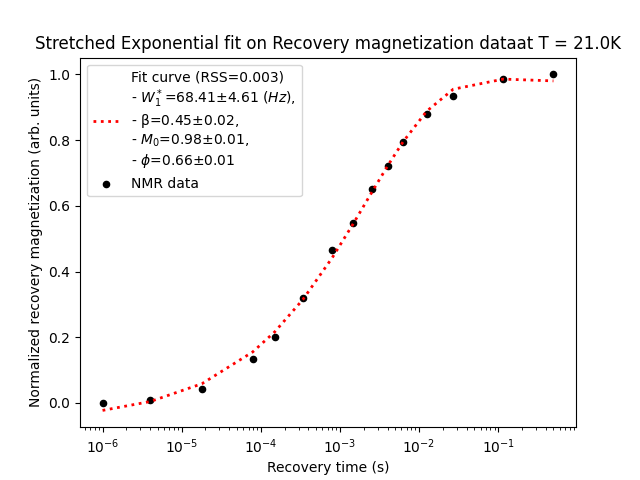 Stretched Exponential fit on Recovery magnetization dataat T = 21.0K
Normalized recovery magnetization (arb. units)
1.0
0.8
0.6
0.4
0.2
0.0
Fit curve (RSS=0.003)
- W₁*=68.41±4.61 (Hz),
- β=0.45±0.02,
- M₀=0.98±0.01,
- ϕ=0.66±0.01
NMR data
10⁻⁶ 10⁻⁵ 10⁻⁴ 10⁻³ 10⁻² 10⁻¹
Recovery time (s)